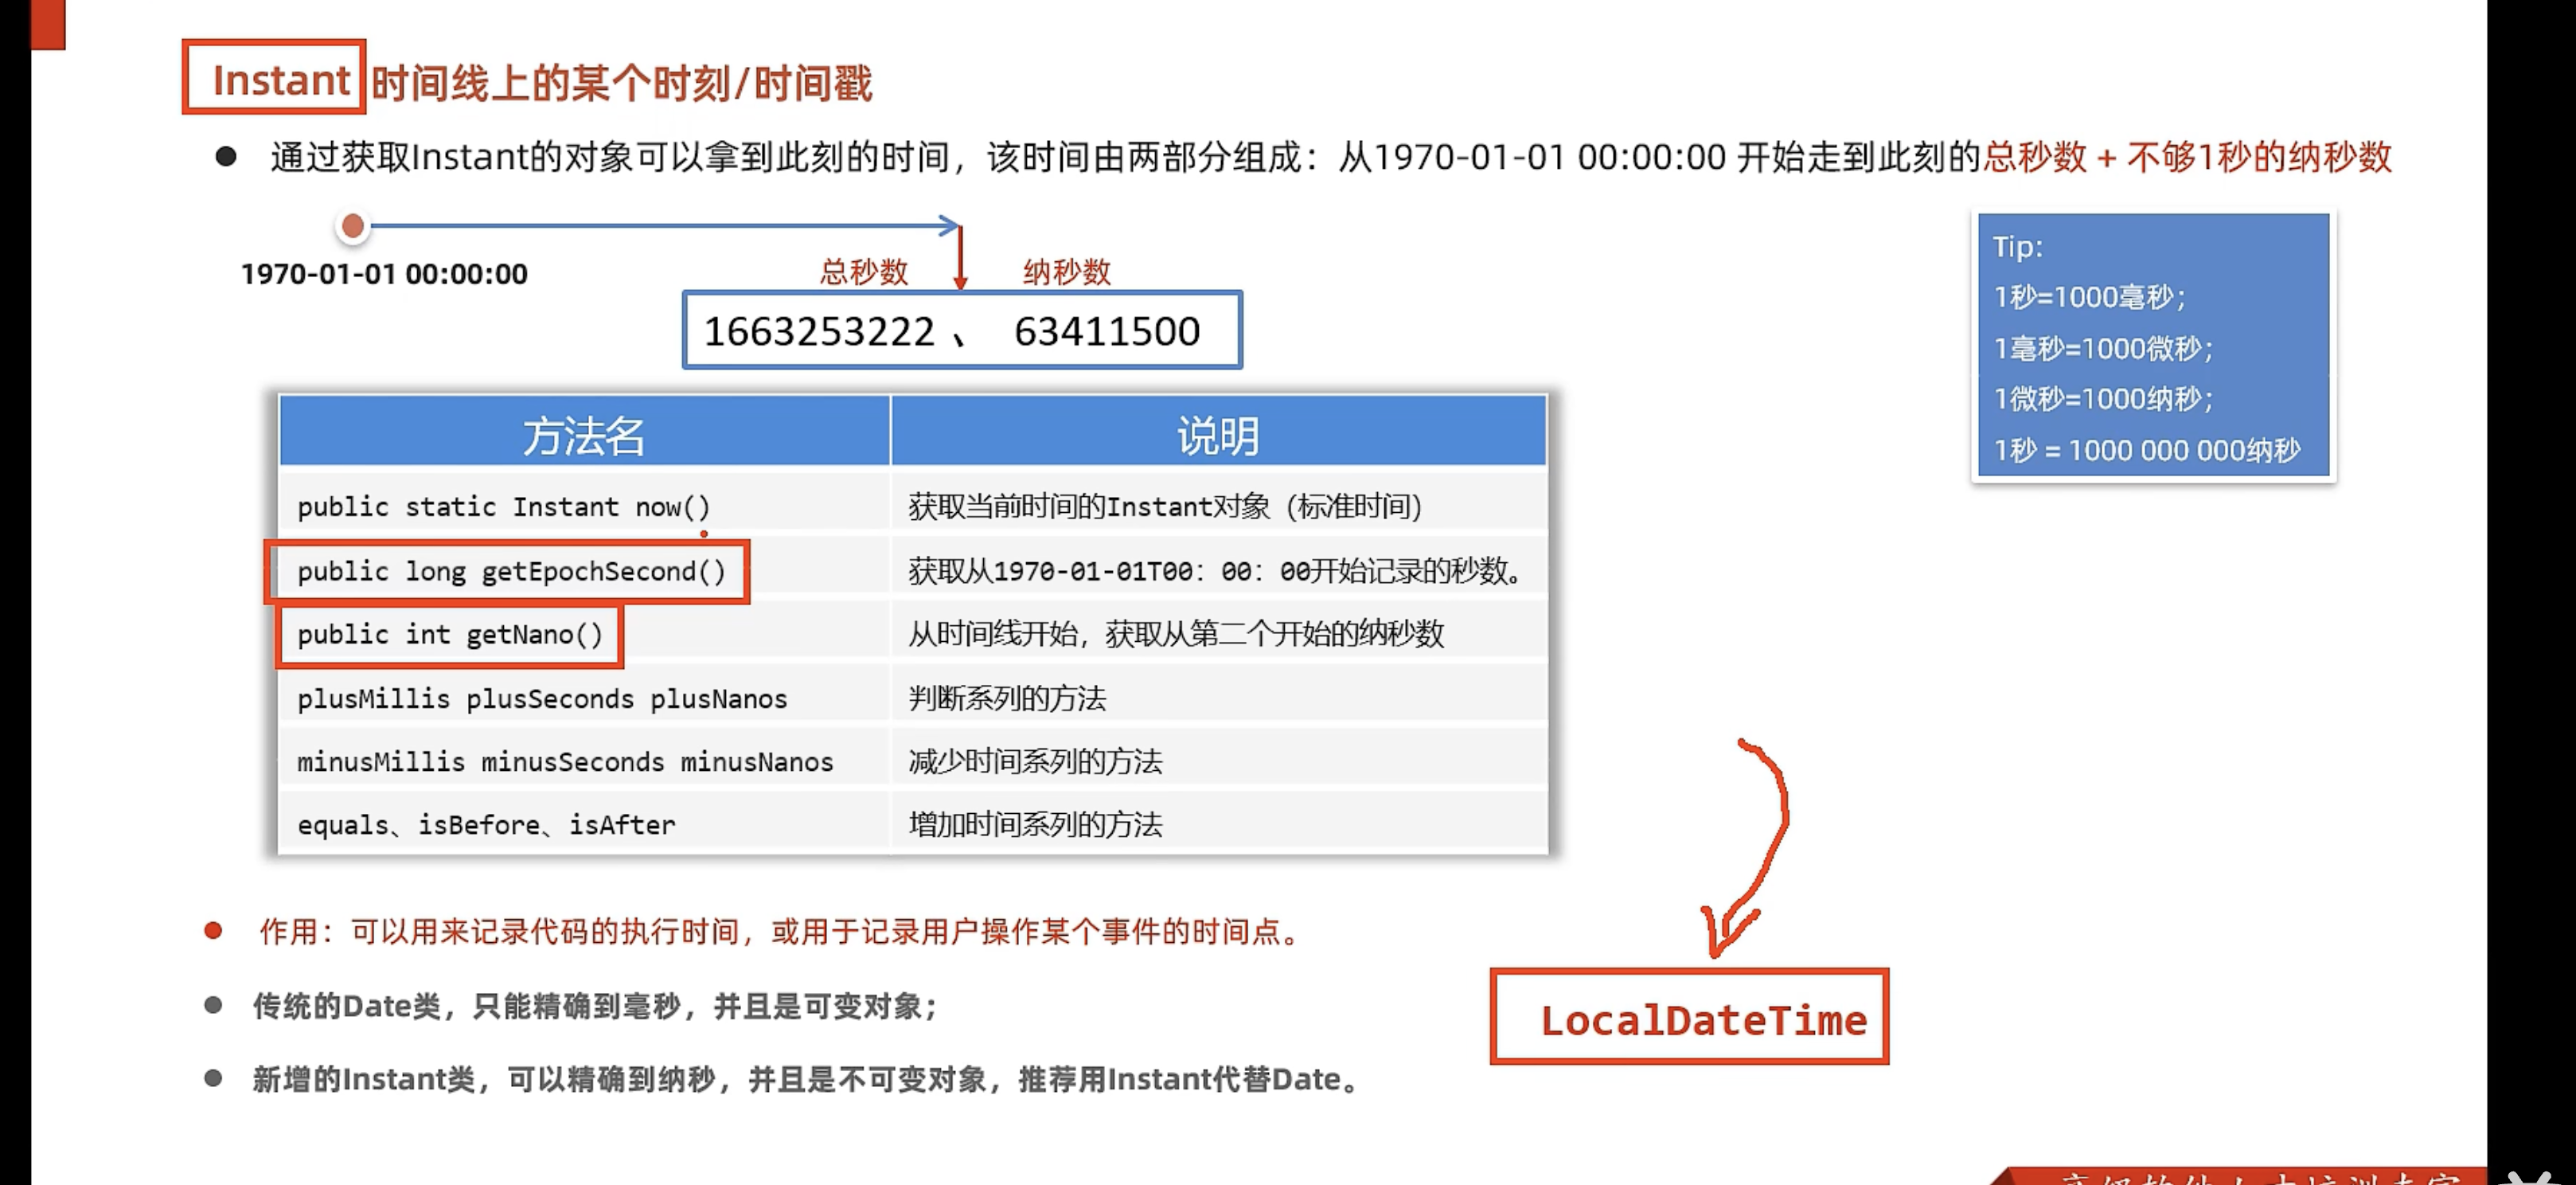 Instant 时间线上的某个时刻/时间戳
● 通过获取Instant的对象可以拿到此刻的时间，该时间由两部分组成：从1970-01-01 00:00:00 开始走到此刻的总秒数 + 不够1秒的纳秒数
1970-01-01 00:00:00
总秒数 纳秒数
1663253222 、 63411500
Tip:
1秒=1000毫秒；
1毫秒=1000微秒；
1微秒=1000纳秒；
1秒 = 1000 000 000纳秒
方法名 说明
public static Instant now() 获取当前时间的Instant对象（标准时间）
public long getEpochSecond() 获取从1970-01-01T00：00：00开始记录的秒数。
public int getNano() 从时间线开始，获取从第二个开始的纳秒数
plusMillis plusSeconds plusNanos 判断系列的方法
minusMillis minusSeconds minusNanos 减少时间系列的方法
equals、isBefore、isAfter 增加时间系列的方法
● 作用：可以用来记录代码的执行时间，或用于记录用户操作某个事件的时间点。
● 传统的Date类，只能精确到毫秒，并且是可变对象；
● 新增的Instant类，可以精确到纳秒，并且是不可变对象，推荐用Instant代替Date。
LocalDateTime